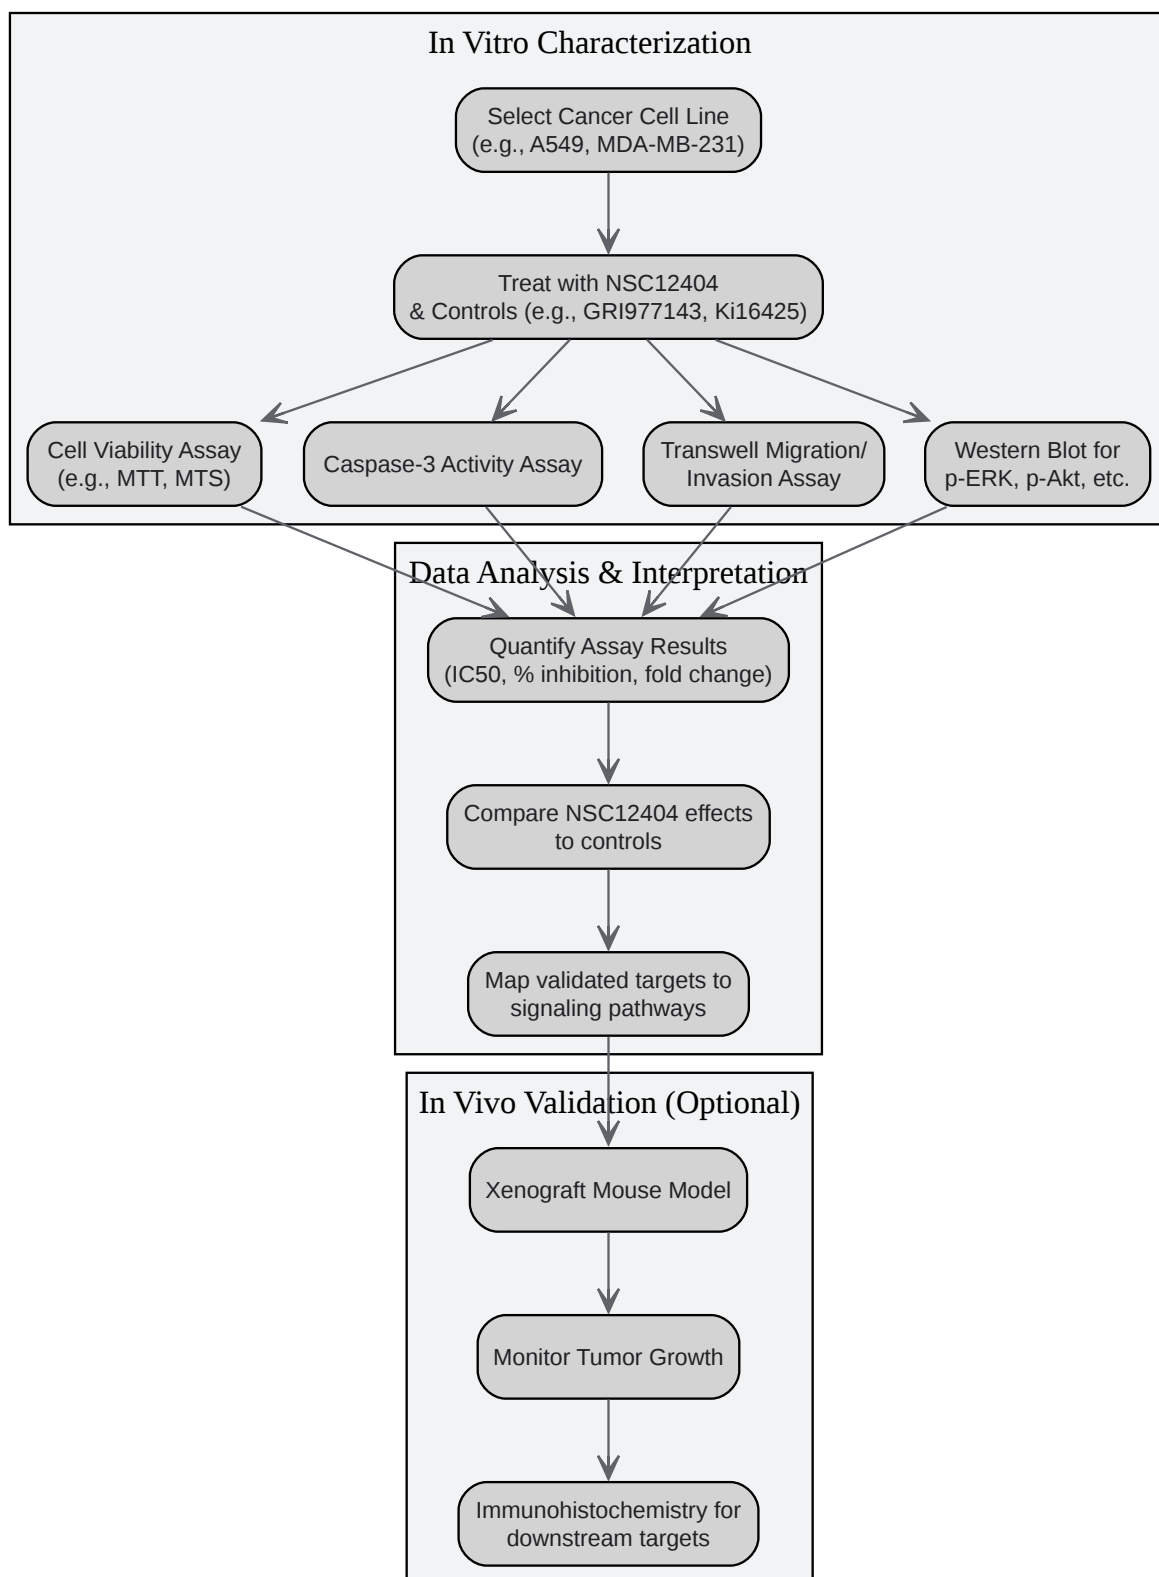 In Vitro Characterization
Select Cancer Cell Line
(e.g., A549, MDA-MB-231)
Treat with NSC12404
& Controls (e.g., GRI977143, Ki16425)
Cell Viability Assay
(e.g., MTT, MTS)
Caspase-3 Activity Assay
Transwell Migration/
Invasion Assay
Western Blot for
p-ERK, p-Akt, etc.
Data Analysis & Interpretation
Quantify Assay Results
(IC50, % inhibition, fold change)
Compare NSC12404 effects
to controls
Map validated targets to
signaling pathways
In Vivo Validation (Optional)
Xenograft Mouse Model
Monitor Tumor Growth
Immunohistochemistry for
downstream targets